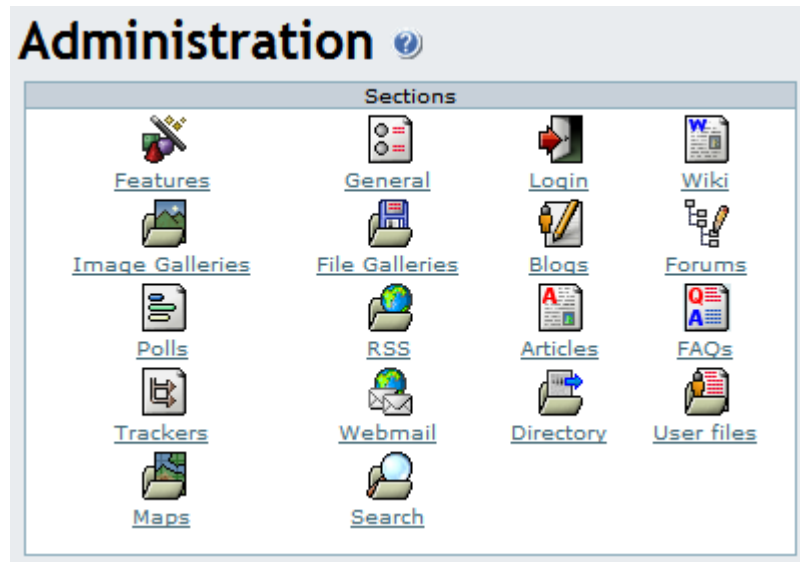 Administration
Sections
Features General Login Wiki
Image Galleries File Galleries Blogs Forums
Polls RSS Articles FAQs
Trackers Webmail Directory User files
Maps Search